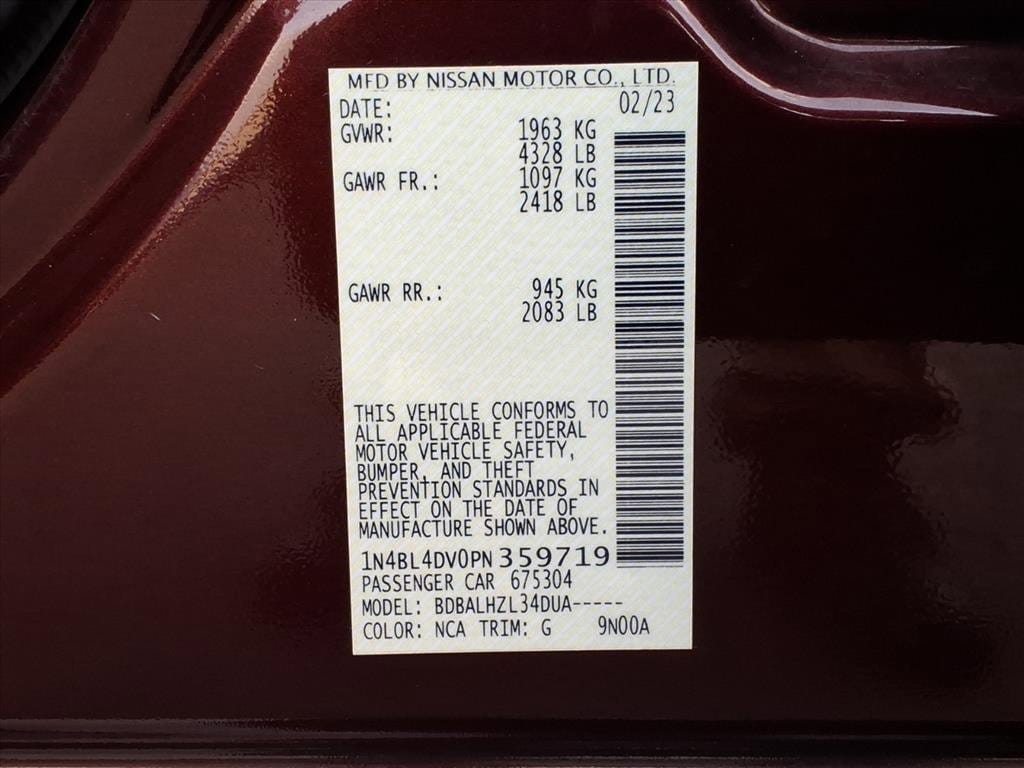 MFD BY NISSAN MOTOR CO., LTD.
DATE: 02/23
GVWR: 1963 KG
4328 LB
GAWR FR.: 1097 KG
2418 LB
GAWR RR.: 945 KG
2083 LB
THIS VEHICLE CONFORMS TO
ALL APPLICABLE FEDERAL
MOTOR VEHICLE SAFETY,
BUMPER, AND THEFT
PREVENTION STANDARDS IN
EFFECT ON THE DATE OF
MANUFACTURE SHOWN ABOVE.
1N4BL4DV0PN359719
PASSENGER CAR 675304
MODEL: BDBALHZL34DUA-----
COLOR: NCA TRIM: G 9N00A